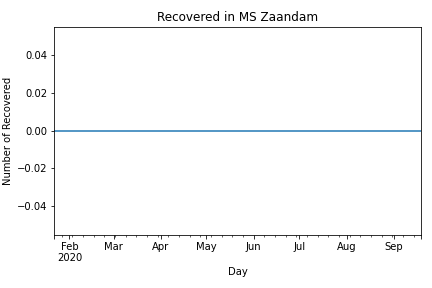 Recovered in MS Zaandam
Number of Recovered
0.04
0.02
0.00
−0.02
−0.04
Feb Mar Apr May Jun Jul Aug Sep
2020
Day